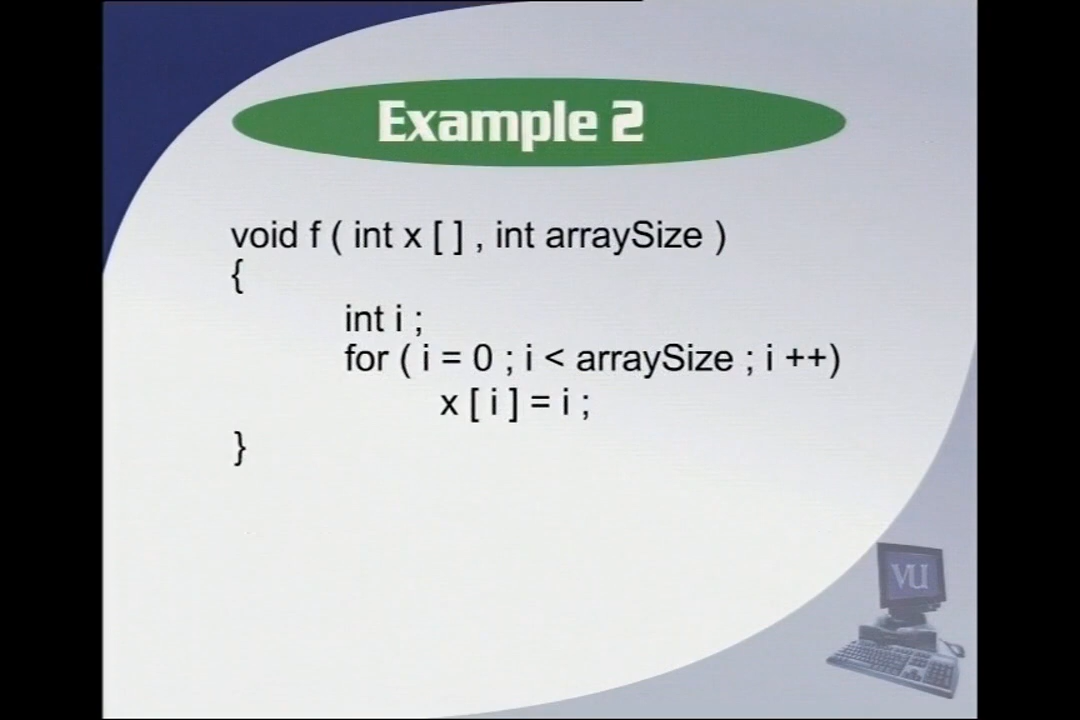 Example 2
void f ( int x [ ] , int arraySize )
{
int i ;
for ( i = 0 ; i < arraySize ; i ++)
x [ i ] = i ;
}
VU